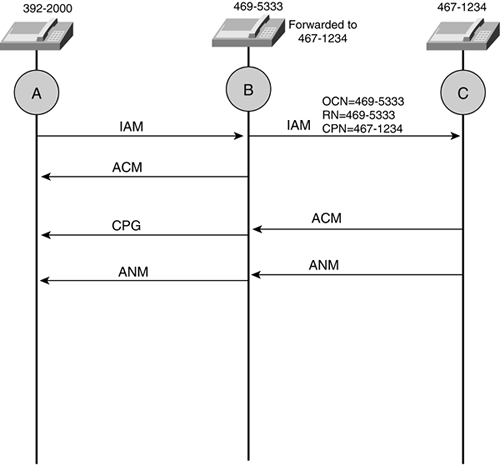 392-2000
469-5333
467-1234
Forwarded to
467-1234
A
B
C
OCN=469-5333
RN=469-5333
CPN=467-1234
IAM
IAM
ACM
ACM
CPG
ANM
ANM